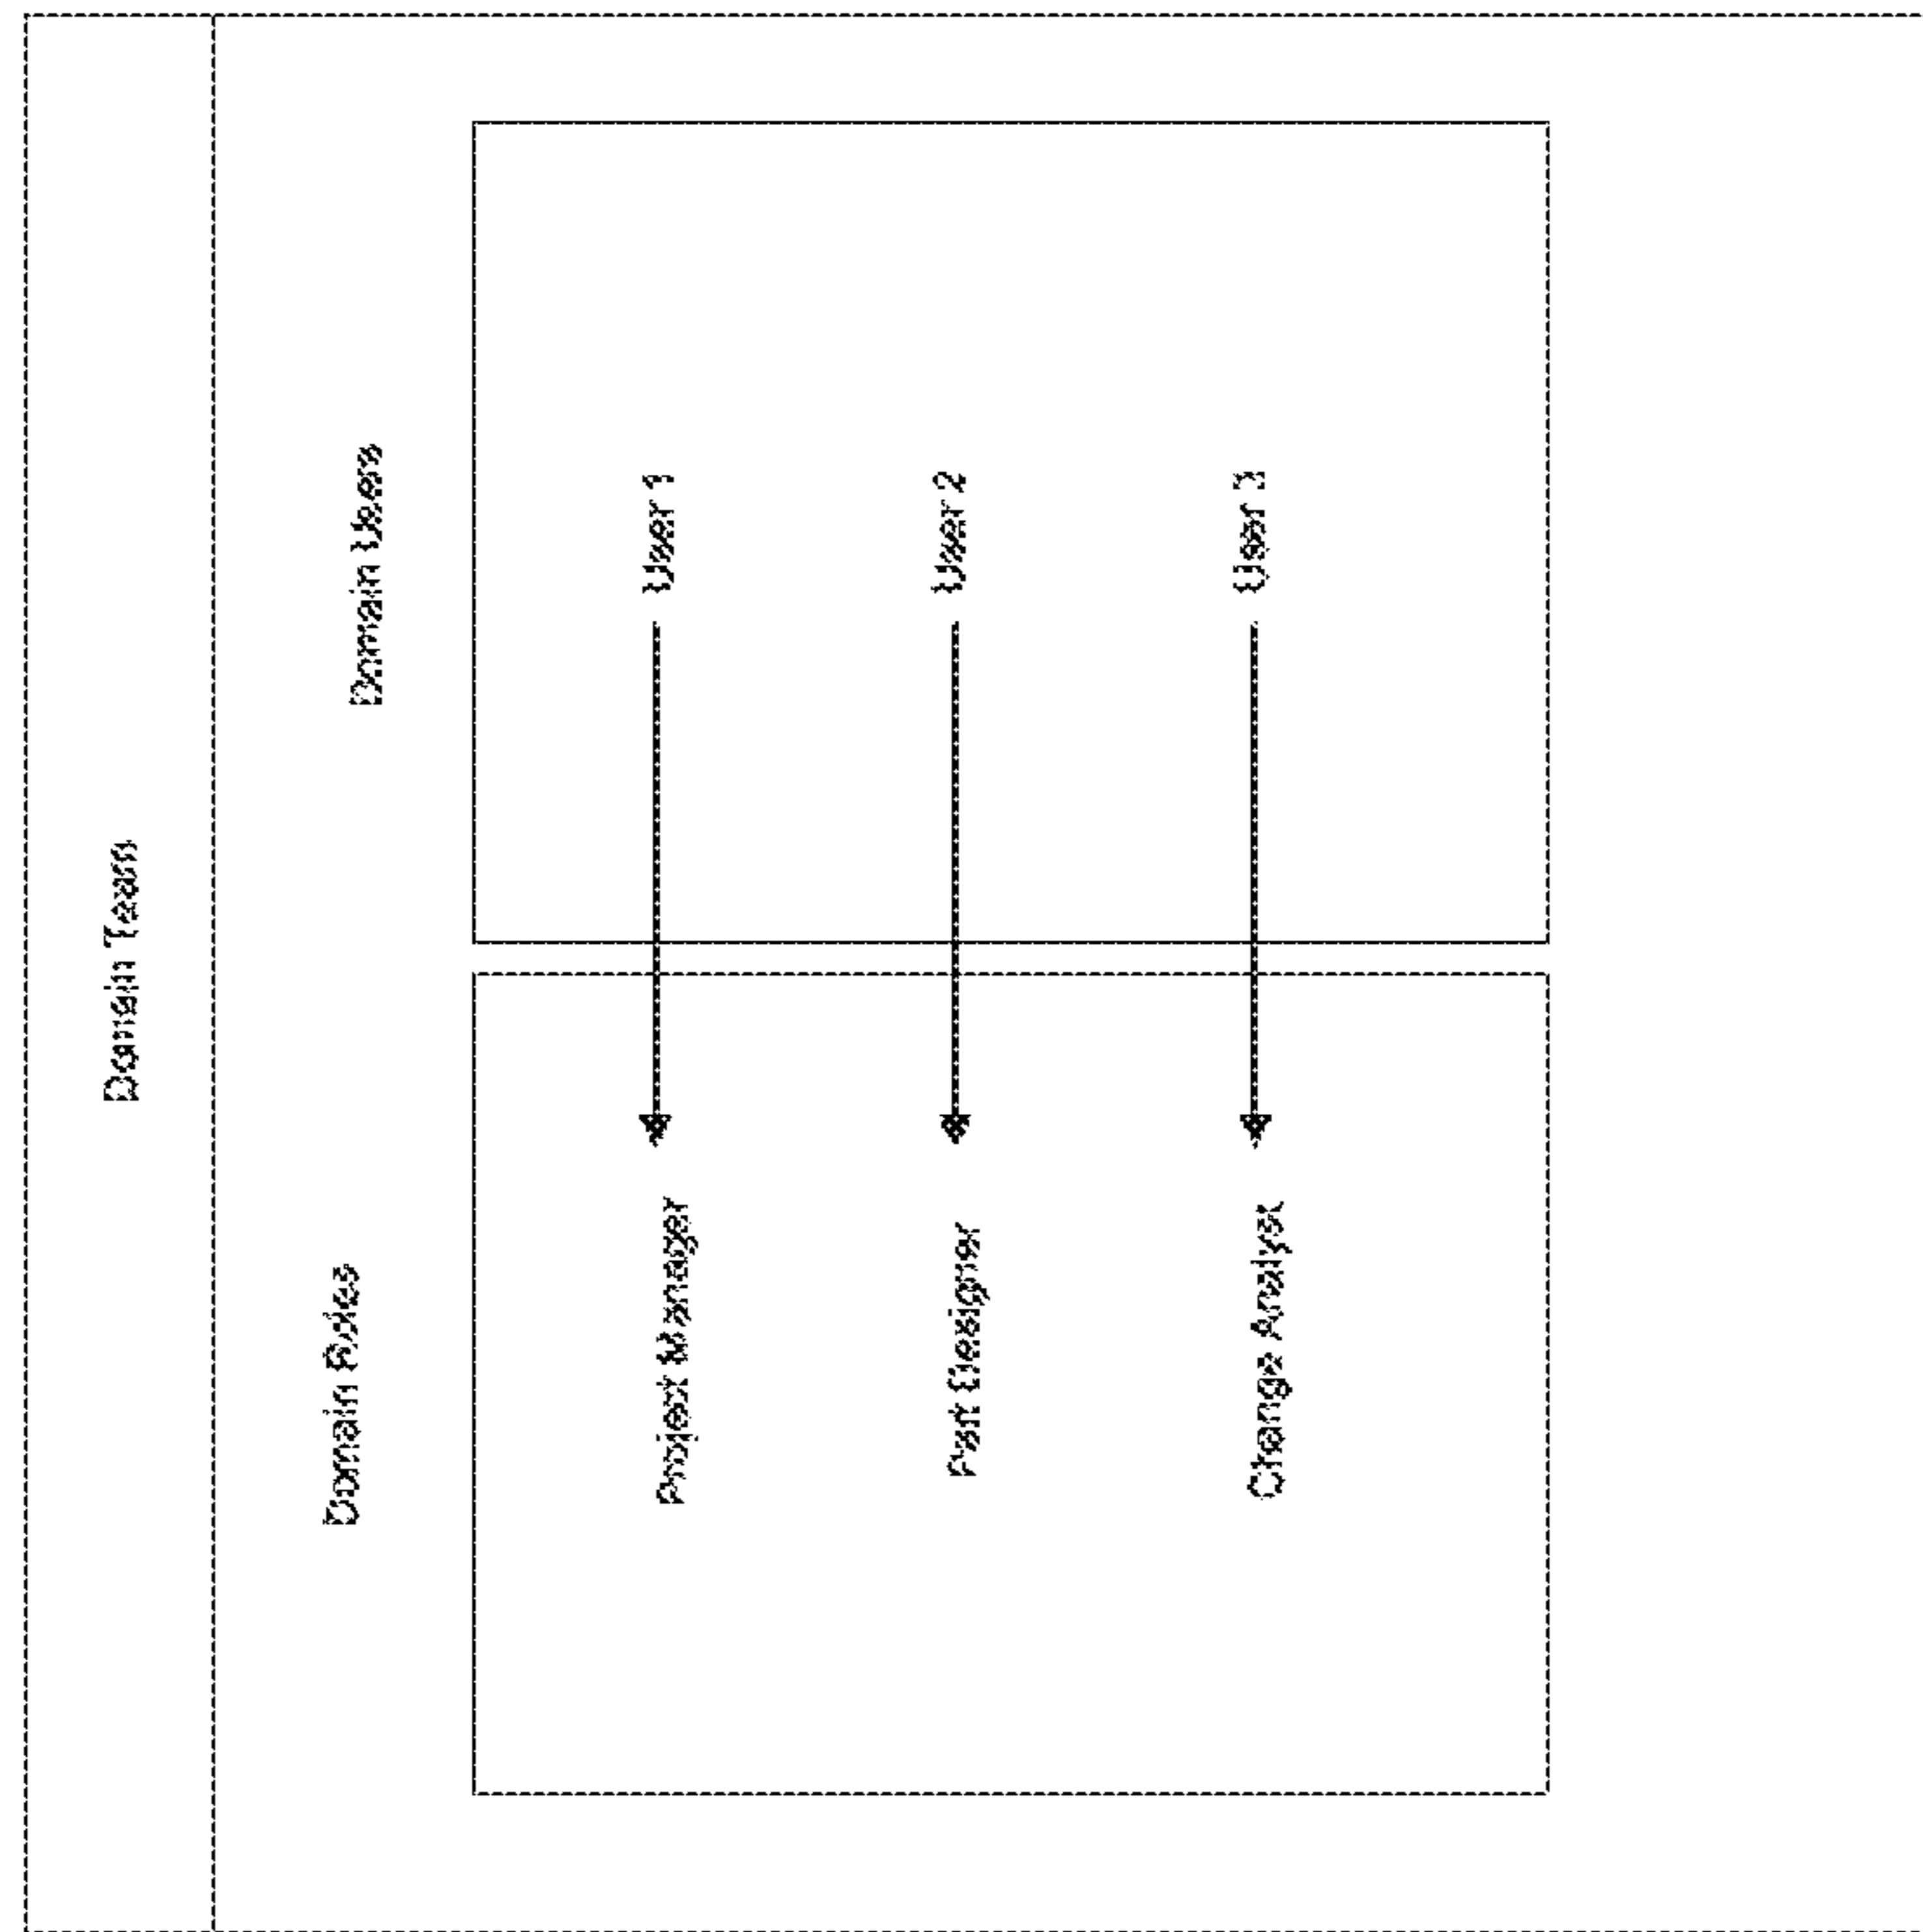 Domain Team
Domain Roles
Domain Users
Project Manager
User 1
Part Designer
User 2
Change Analyst
User 3